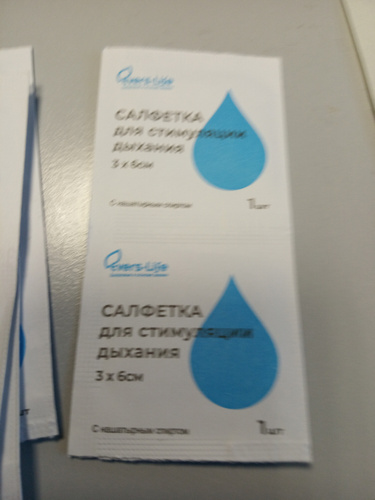 Evers-Life
САЛФЕТКА
для стимуляции
дыхания
3 х 6см
С нашатырным спиртом
1шт
Evers-Life
САЛФЕТКА
для стимуляции
дыхания
3 х 6см
С нашатырным спиртом
1шт
шт